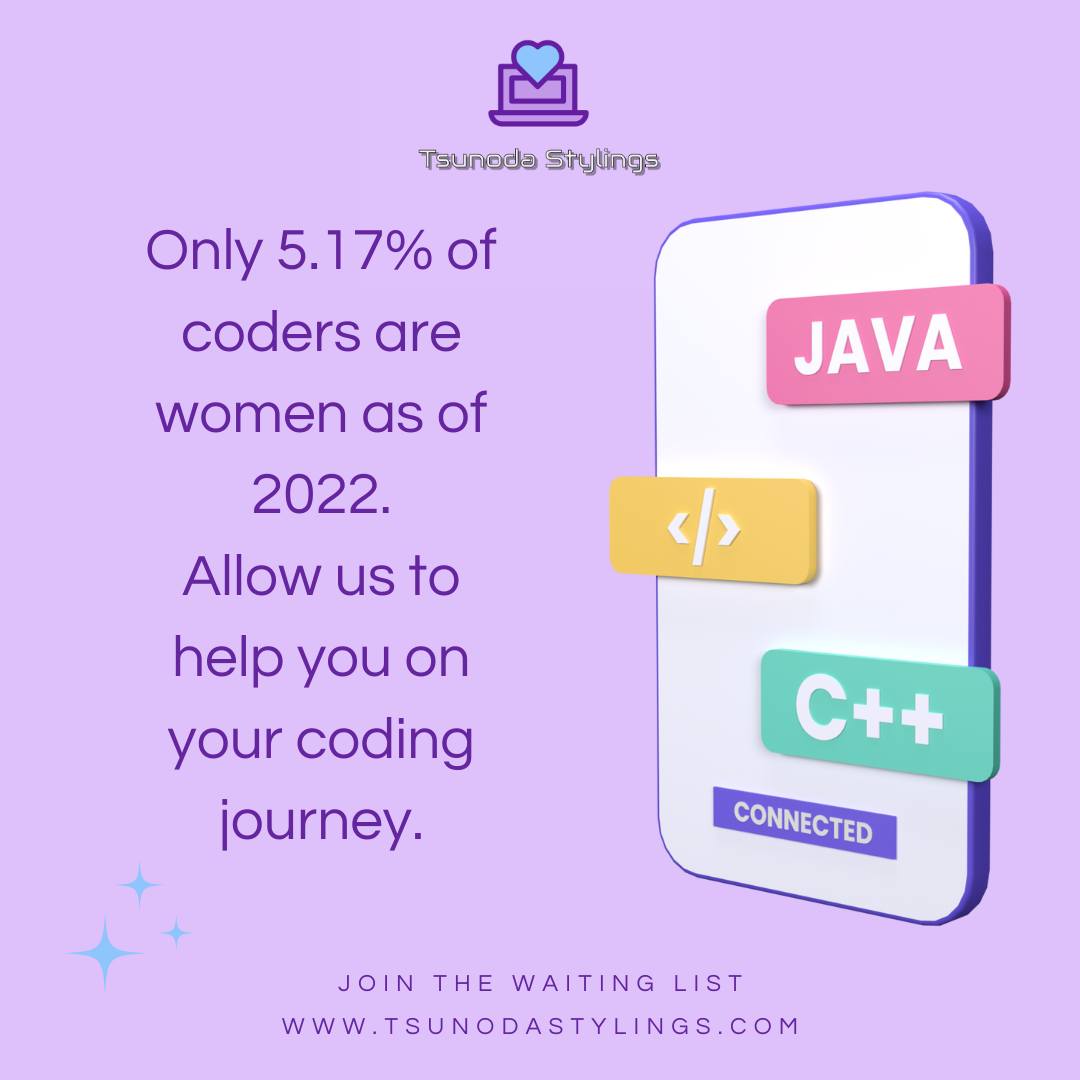 Tsunoda Stylings
Only 5.17% of
coders are
women as of
2022.
Allow us to
help you on
your coding
journey.
JAVA
</>
C++
CONNECTED
JOIN THE WAITING LIST
WWW.TSUNODASTYLINGS.COM